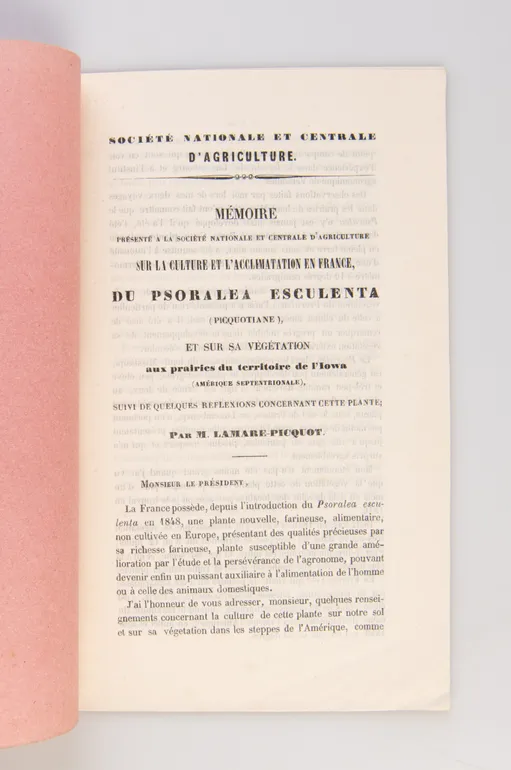 SOCIÉTÉ NATIONALE ET CENTRALE
D'AGRICULTURE.
MÉMOIRE
PRÉSENTÉ A LA SOCIÉTÉ NATIONALE ET CENTRALE D'AGRICULTURE
SUR LA CULTURE ET L'ACCLIMATATION EN FRANCE,
DU PSORALEA ESCULENTA
(PICQUOTIANE),
ET SUR SA VÉGÉTATION
aux prairies du territoire de l'Iowa
(AMÉRIQUE SEPTENTRIONALE),
SUIVI DE QUELQUES REFLEXIONS CONCERNANT CETTE PLANTE;
PAR M. LAMARE-PICQUOT.
MONSIEUR LE PRÉSIDENT,
La France possède, depuis l'introduction du Psoralea escu-
lenta en 1848, une plante nouvelle, farineuse, alimentaire,
non cultivée en Europe, présentant des qualités précieuses par
sa richesse farineuse, plante susceptible d'une grande amé-
lioration par l'étude et la persévérance de l'agronome, pouvant
devenir enfin un puissant auxiliaire à l'alimentation de l'homme
ou à celle des animaux domestiques.
J'ai l'honneur de vous adresser, monsieur, quelques rensei-
gnements concernant la culture de cette plante sur notre sol
et sur sa végétation dans les steppes de l'Amérique, comme